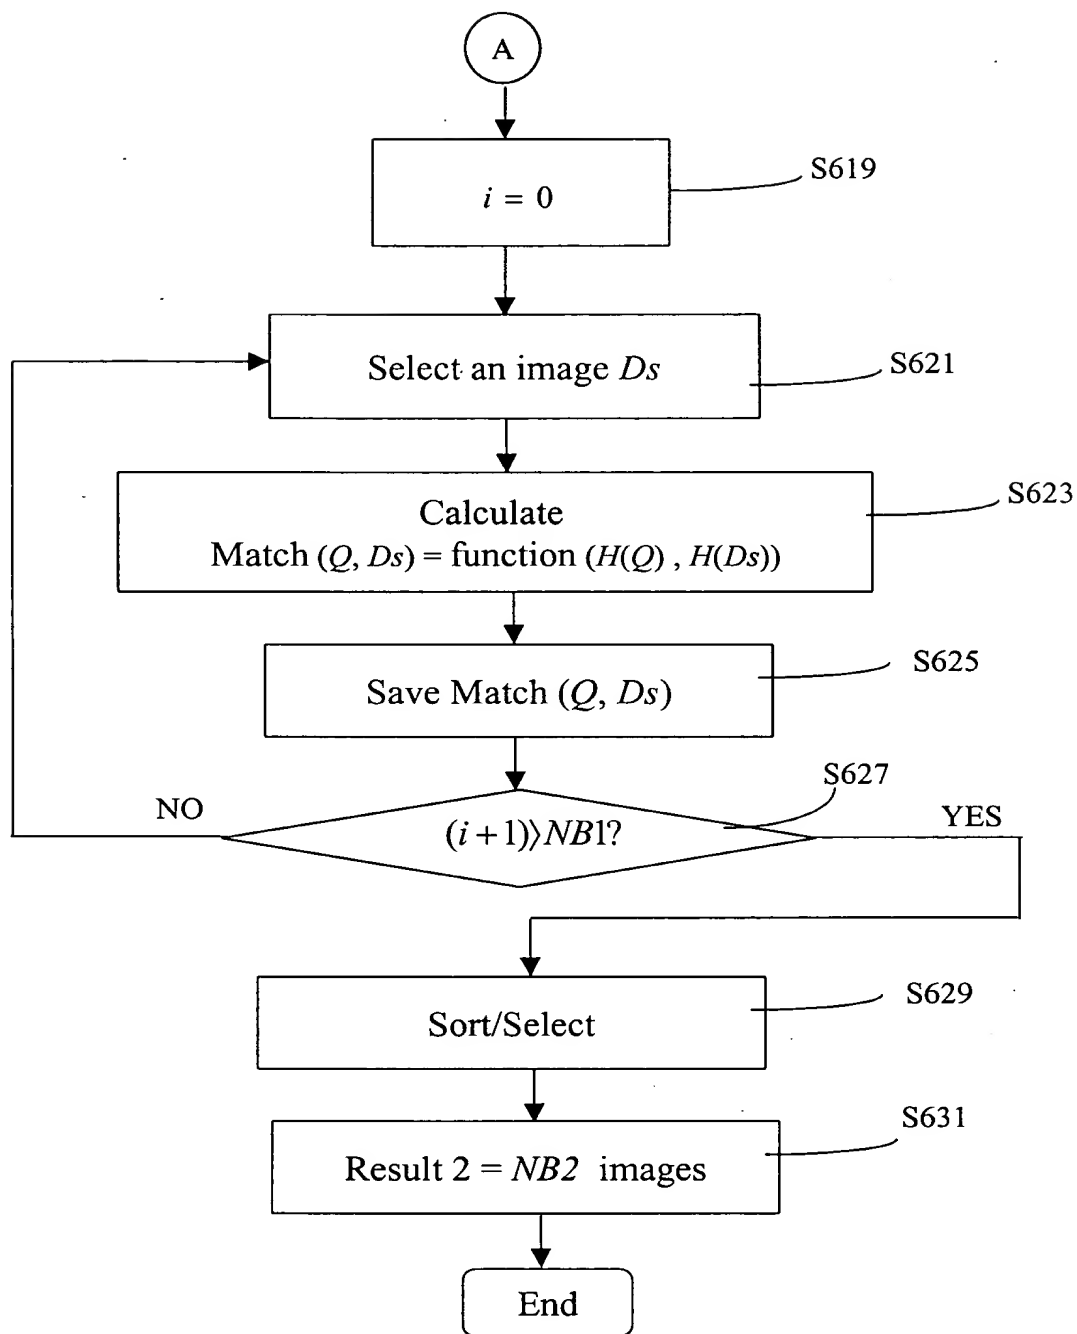 A
i = 0
S619
Select an image Ds
S621
Calculate
Match (Q, Ds) = function (H(Q) , H(Ds))
S623
Save Match (Q, Ds)
S625
S627
NO
(i + 1)⟩NB1?
YES
Sort/Select
S629
Result 2 = NB2 images
S631
End